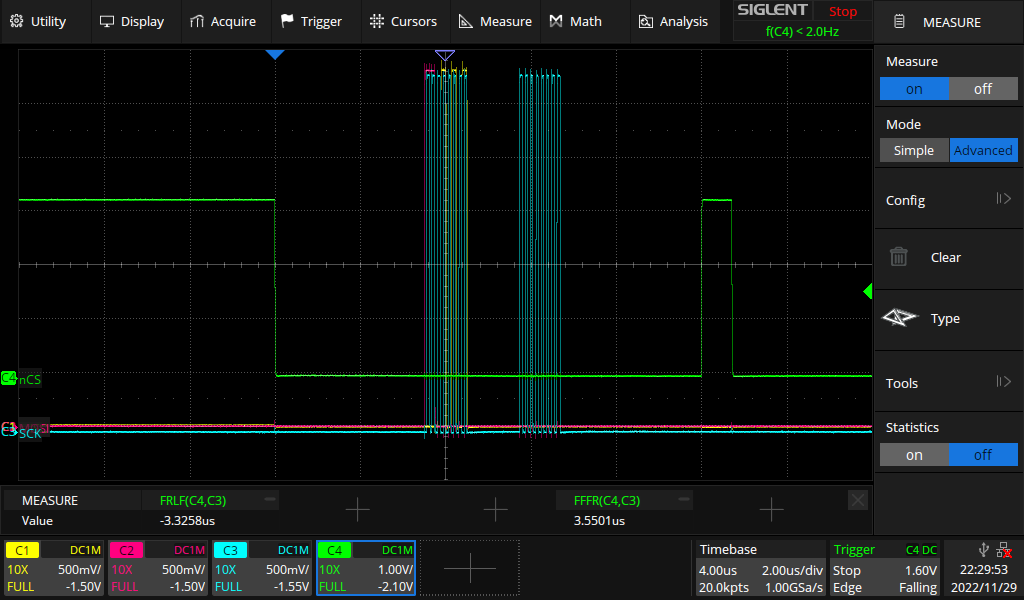 Utility Display Acquire Trigger Cursors Measure Math Analysis SIGLENT Stop
f(C4) < 2.0Hz
MEASURE
Measure
on off
Mode
Simple Advanced
Config
Clear
Type
Tools
Statistics
on off
C4 nCS
C1
C3 SCK
MEASURE FRLF(C4,C3) FFFR(C4,C3)
Value -3.3258us 3.5501us
C1 DC1M C2 DC1M C3 DC1M C4 DC1M Timebase Trigger C4 DC
10X 500mV/ 10X 500mV/ 10X 500mV/ 10X 1.00V/ 4.00us 2.00us/div Stop 1.60V 22:29:53
FULL -1.50V FULL -1.50V FULL -1.55V FULL -2.10V 20.0kpts 1.00GSa/s Edge Falling 2022/11/29